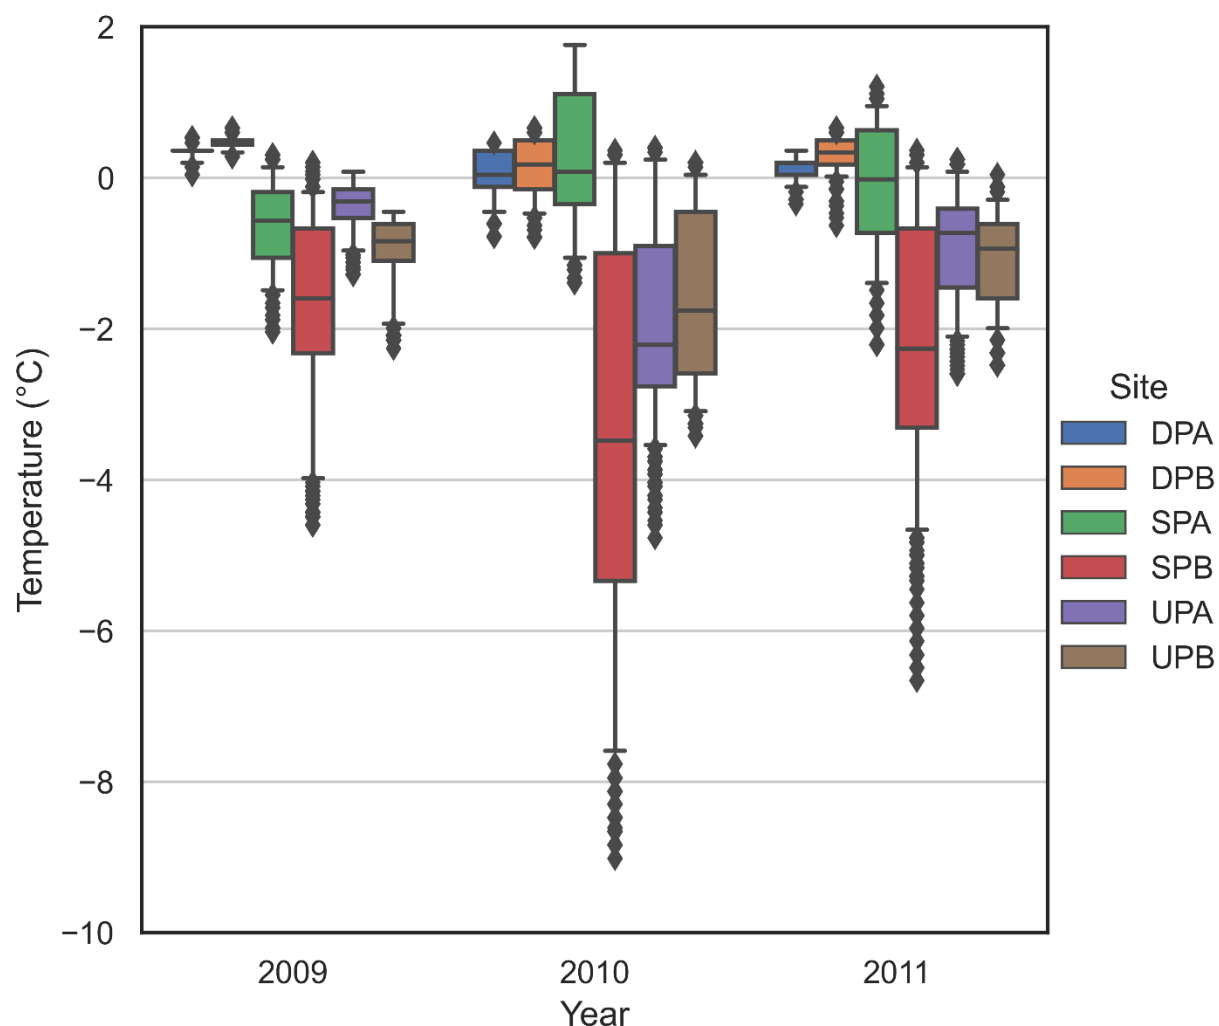 2
0
−2
−4
−6
−8
−10
Temperature (°C)
2009
2010
2011
Year
Site
DPA
DPB
SPA
SPB
UPA
UPB